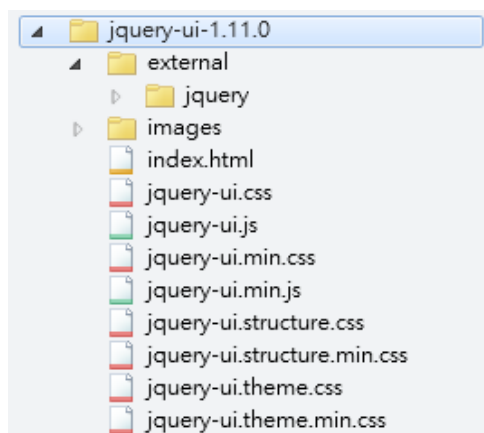 jquery-ui-1.11.0
external
jquery
images
index.html
jquery-ui.css
jquery-ui.js
jquery-ui.min.css
jquery-ui.min.js
jquery-ui.structure.css
jquery-ui.structure.min.css
jquery-ui.theme.css
jquery-ui.theme.min.css